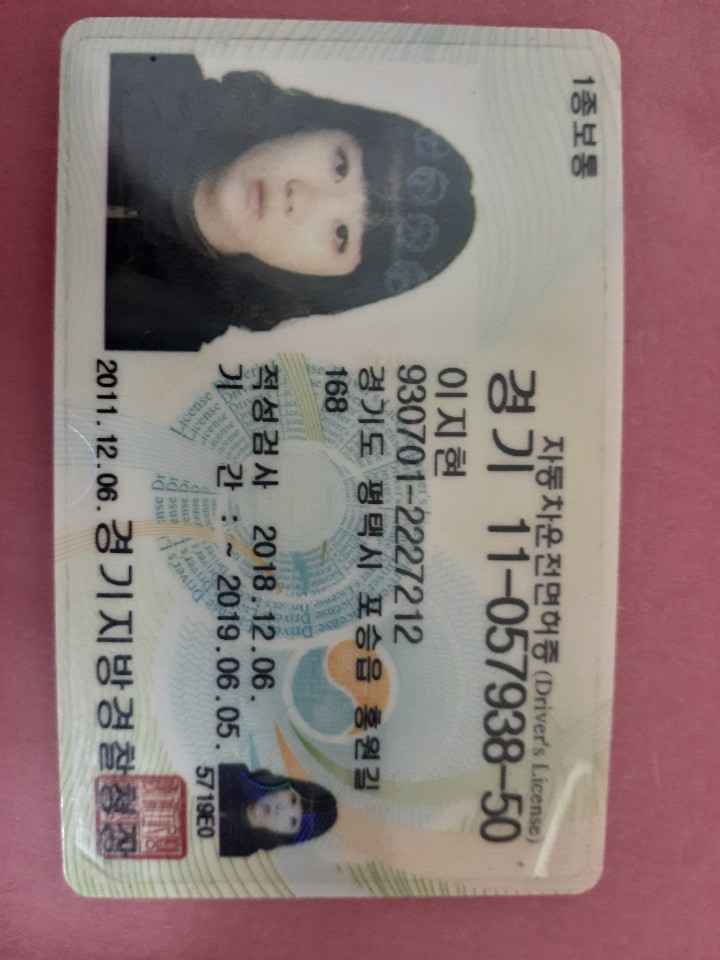 1종보통
자동차운전면허증 (Driver's License)
경기 11-057938-50
이지현
930701-2227212
경기도 평택시 포승읍 홍원길
168
적성검사 2018.12.06.
기 간 : ~ 2019.06.05.
5719E0
2011.12.06. 경기지방경찰청장